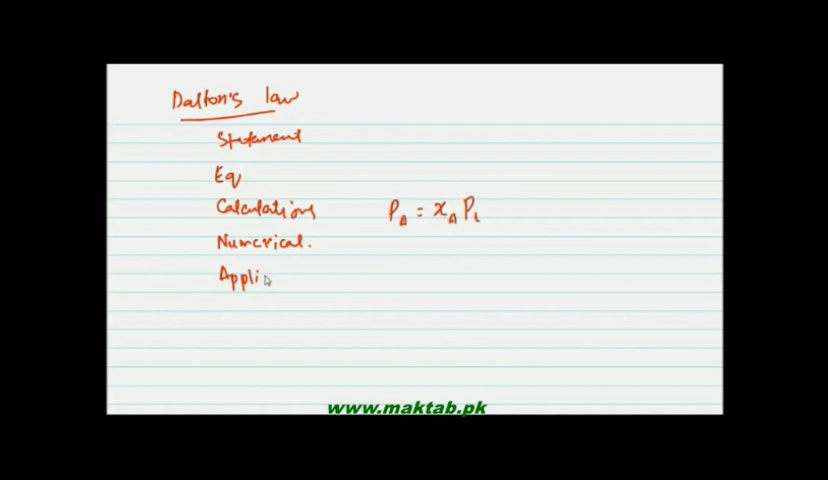 Dalton's law
Statement
Eq
Calculations P_A = x_A P_t
Numerical.
Appli
www.maktab.pk